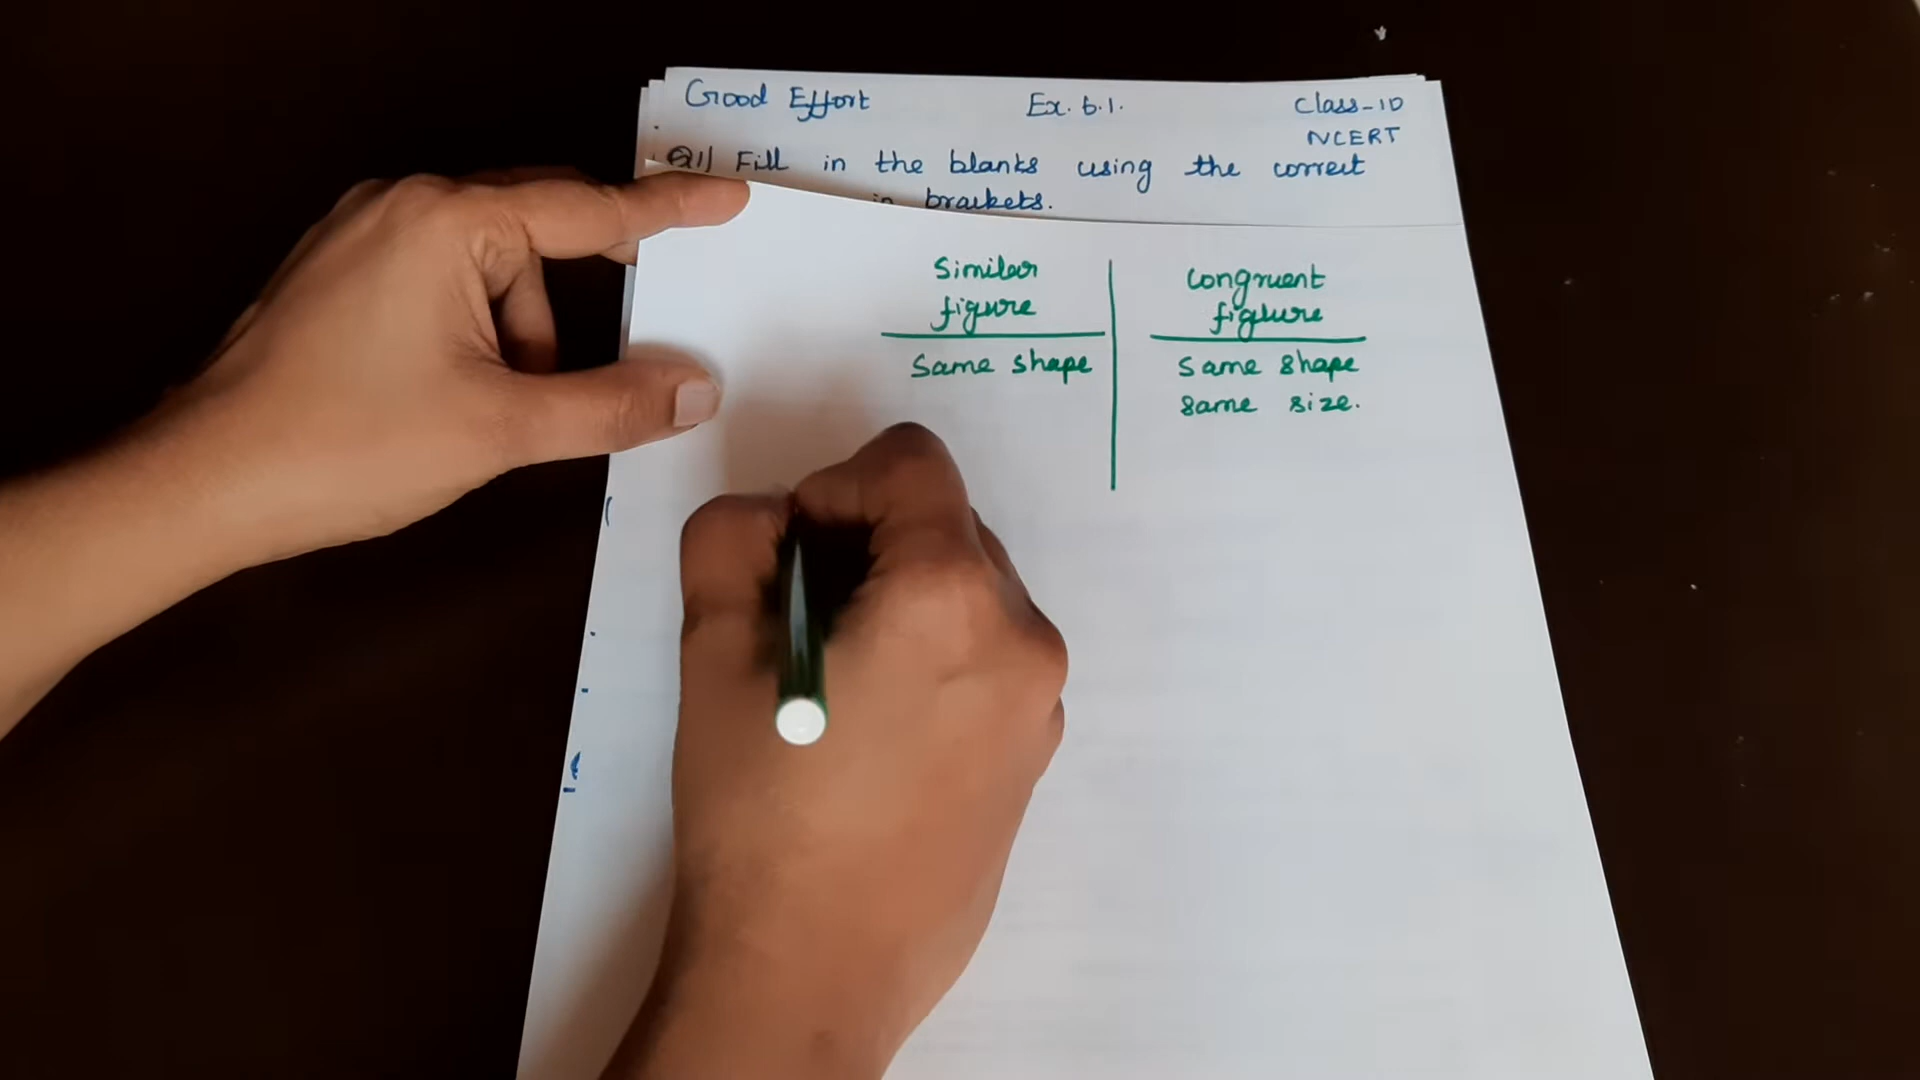 Good Effort Ex. 6.1. Class-10
NCERT
Q1) Fill in the blanks using the correct
in brackets.
Similar
figure
Same shape
Congruent
figure
Same shape
Same size.